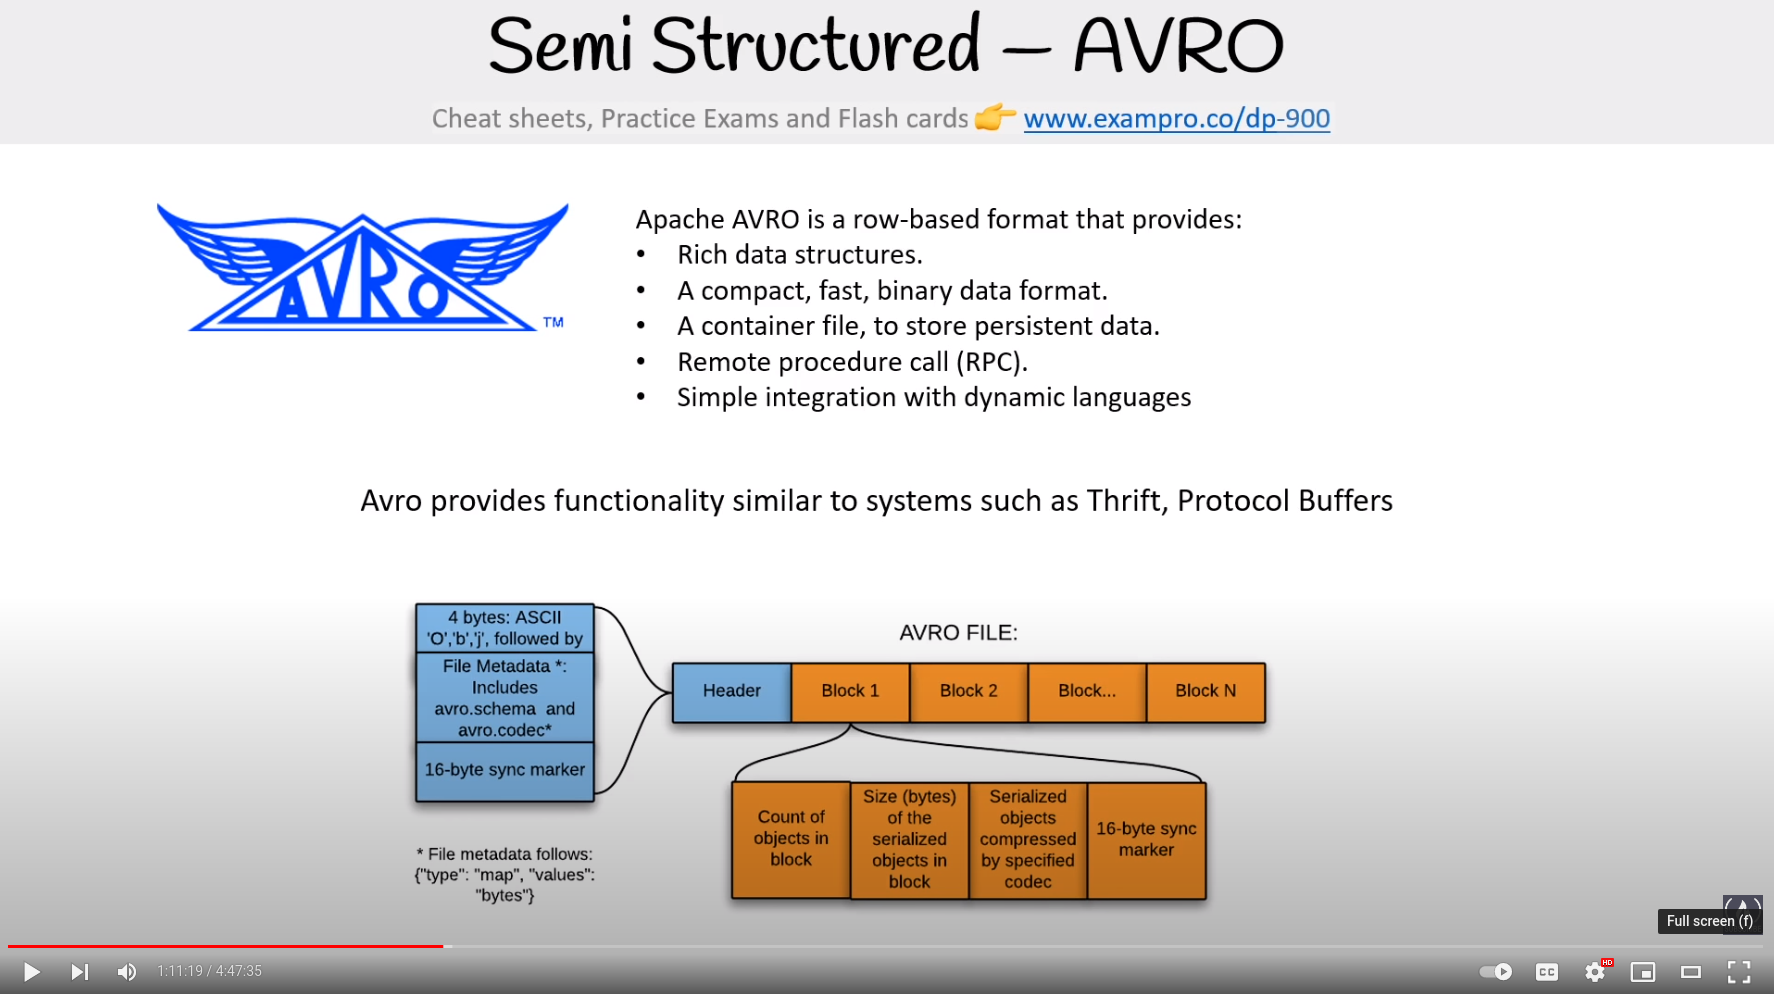 Semi Structured – AVRO
Cheat sheets, Practice Exams and Flash cards 👉 www.exampro.co/dp-900
AVRO
TM
Apache AVRO is a row-based format that provides:
• Rich data structures.
• A compact, fast, binary data format.
• A container file, to store persistent data.
• Remote procedure call (RPC).
• Simple integration with dynamic languages
Avro provides functionality similar to systems such as Thrift, Protocol Buffers
4 bytes: ASCII
'O','b','j', followed by
File Metadata *:
Includes
avro.schema and
avro.codec*
16-byte sync marker
* File metadata follows:
{"type": "map", "values":
"bytes"}
AVRO FILE:
Header
Block 1
Block 2
Block...
Block N
Count of
objects in
block
Size (bytes)
of the
serialized
objects in
block
Serialized
objects
compressed
by specified
codec
16-byte sync
marker
Full screen (f)
1:11:19 / 4:47:35
CC
HD